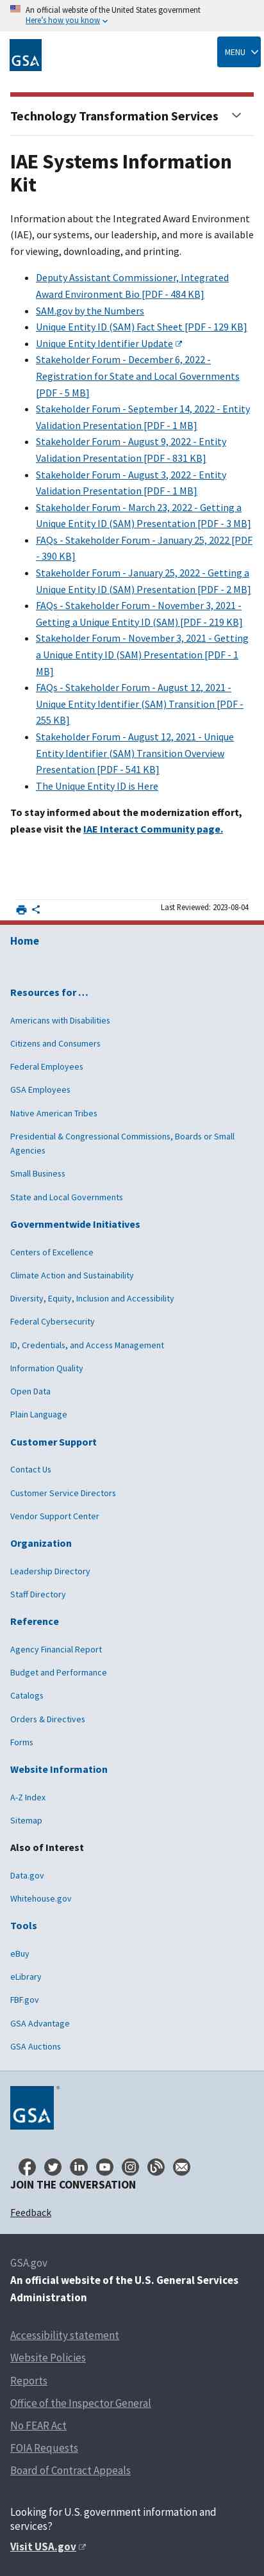 An official website of the United States government
Here's how you know
GSA
MENU
Technology Transformation Services
IAE Systems Information
Kit
Information about the Integrated Award Environment
(IAE), our systems, our leadership, and more is available
for viewing, downloading, and printing.
Deputy Assistant Commissioner, Integrated
Award Environment Bio [PDF - 484 KB]
SAM.gov by the Numbers
Unique Entity ID (SAM) Fact Sheet [PDF - 129 KB]
Unique Entity Identifier Update
Stakeholder Forum - December 6, 2022 -
Registration for State and Local Governments
[PDF - 5 MB]
Stakeholder Forum - September 14, 2022 - Entity
Validation Presentation [PDF - 1 MB]
Stakeholder Forum - August 9, 2022 - Entity
Validation Presentation [PDF - 831 KB]
Stakeholder Forum - August 3, 2022 - Entity
Validation Presentation [PDF - 1 MB]
Stakeholder Forum - March 23, 2022 - Getting a
Unique Entity ID (SAM) Presentation [PDF - 3 MB]
FAQs - Stakeholder Forum - January 25, 2022 [PDF
- 390 KB]
Stakeholder Forum - January 25, 2022 - Getting a
Unique Entity ID (SAM) Presentation [PDF - 2 MB]
FAQs - Stakeholder Forum - November 3, 2021 -
Getting a Unique Entity ID (SAM) [PDF - 219 KB]
Stakeholder Forum - November 3, 2021 - Getting
a Unique Entity ID (SAM) Presentation [PDF - 1
MB]
FAQs - Stakeholder Forum - August 12, 2021 -
Unique Entity Identifier (SAM) Transition [PDF -
255 KB]
Stakeholder Forum - August 12, 2021 - Unique
Entity Identifier (SAM) Transition Overview
Presentation [PDF - 541 KB]
The Unique Entity ID is Here
To stay informed about the modernization effort,
please visit the IAE Interact Community page.
Last Reviewed: 2023-08-04
Home
Resources for …
Americans with Disabilities
Citizens and Consumers
Federal Employees
GSA Employees
Native American Tribes
Presidential & Congressional Commissions, Boards or Small
Agencies
Small Business
State and Local Governments
Governmentwide Initiatives
Centers of Excellence
Climate Action and Sustainability
Diversity, Equity, Inclusion and Accessibility
Federal Cybersecurity
ID, Credentials, and Access Management
Information Quality
Open Data
Plain Language
Customer Support
Contact Us
Customer Service Directors
Vendor Support Center
Organization
Leadership Directory
Staff Directory
Reference
Agency Financial Report
Budget and Performance
Catalogs
Orders & Directives
Forms
Website Information
A-Z Index
Sitemap
Also of Interest
Data.gov
Whitehouse.gov
Tools
eBuy
eLibrary
FBF.gov
GSA Advantage
GSA Auctions
GSA
®
JOIN THE CONVERSATION
Feedback
GSA.gov
An official website of the U.S. General Services
Administration
Accessibility statement
Website Policies
Reports
Office of the Inspector General
No FEAR Act
FOIA Requests
Board of Contract Appeals
Looking for U.S. government information and
services?
Visit USA.gov